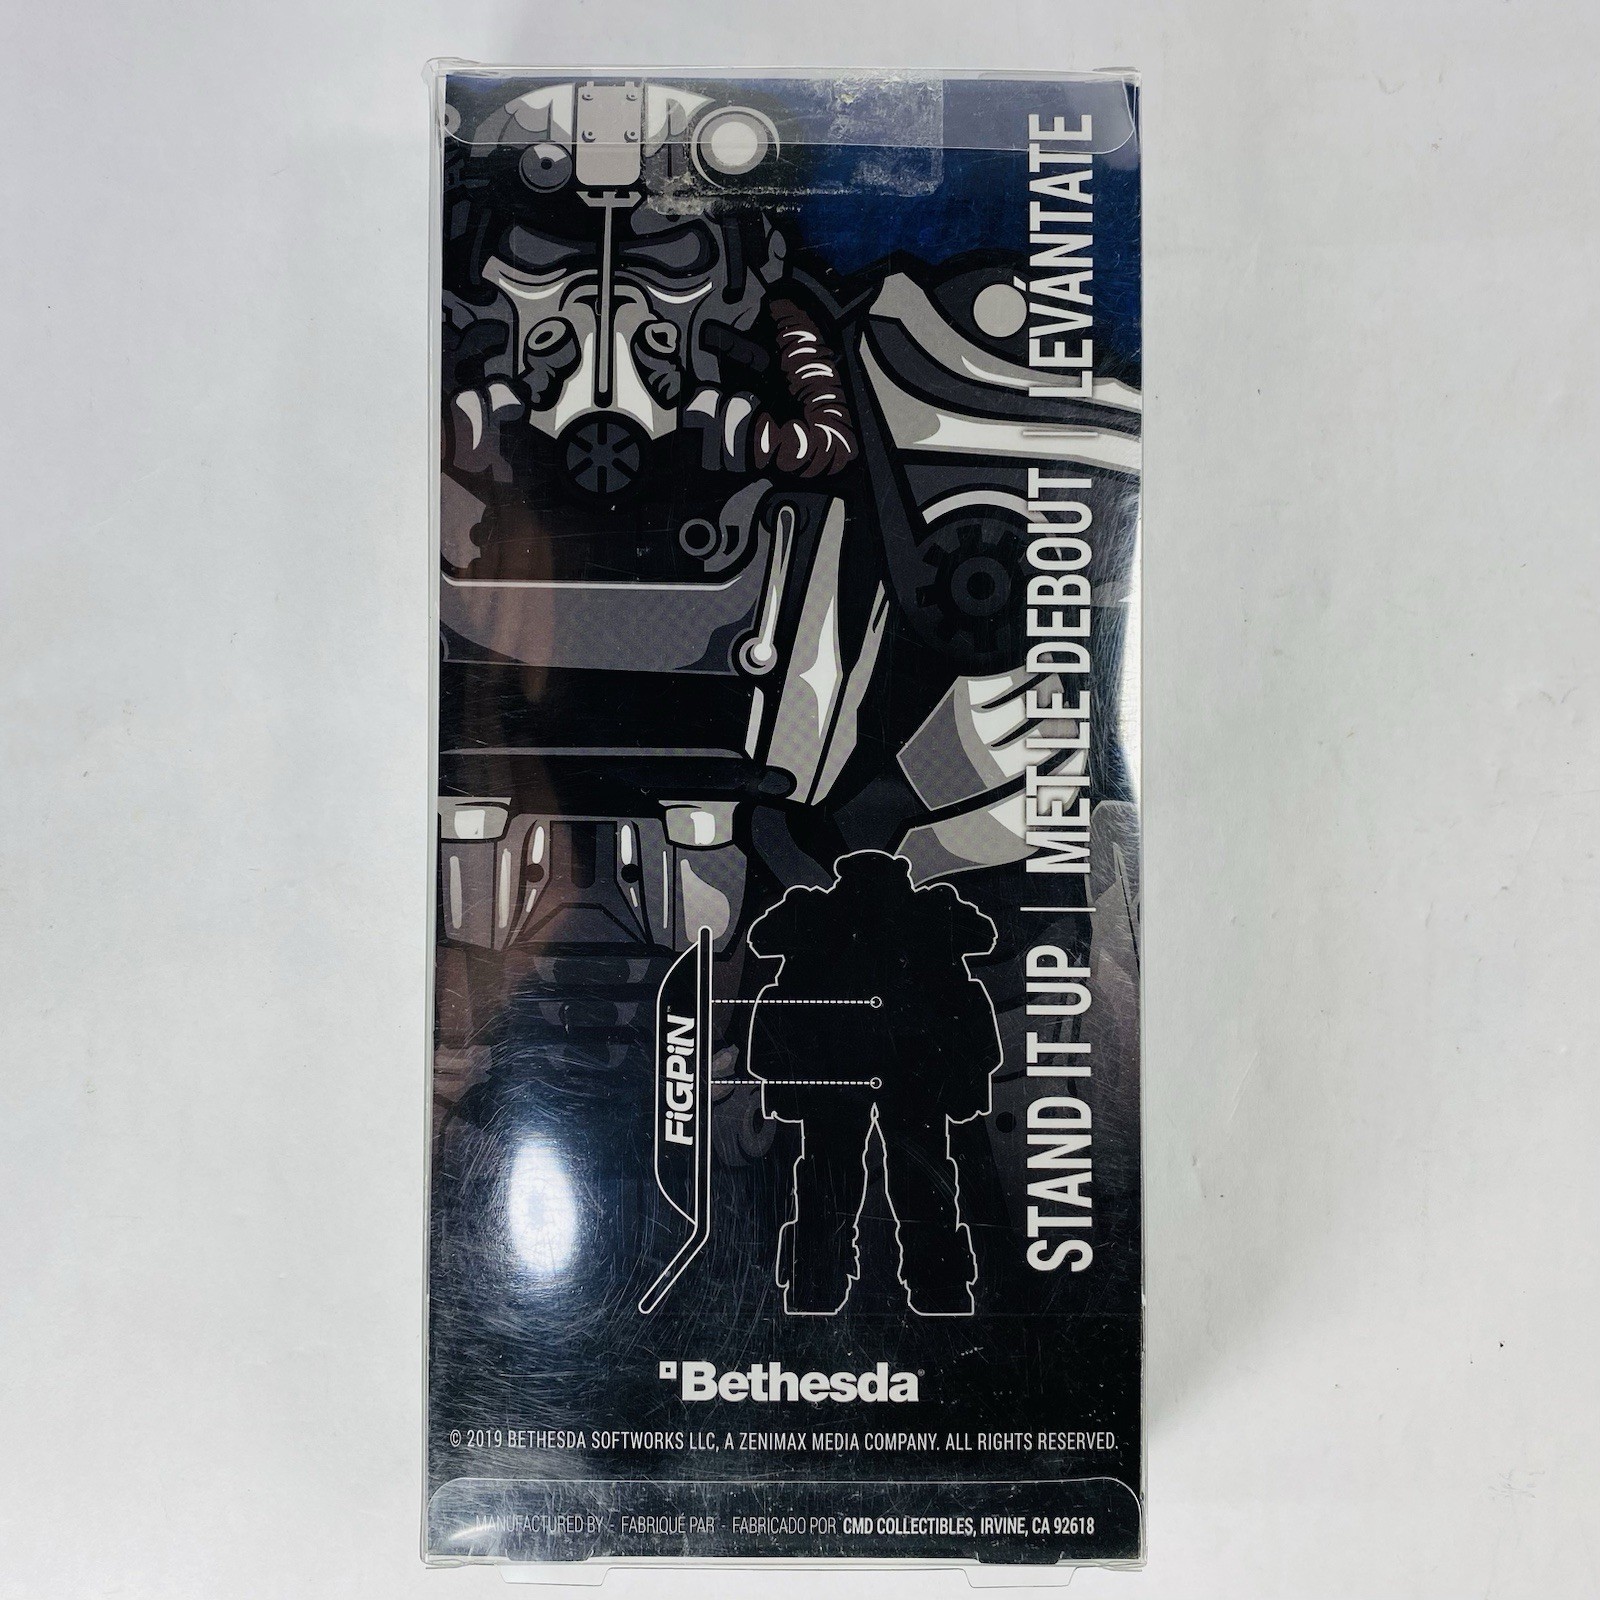 STAND IT UP | METTLE DEBOUT | LEVÁNTATE
FiGPiN™
Bethesda®
© 2019 BETHESDA SOFTWORKS LLC, A ZENIMAX MEDIA COMPANY. ALL RIGHTS RESERVED.
MANUFACTURED BY - FABRIQUÉ PAR - FABRICADO POR CMD COLLECTIBLES, IRVINE, CA 92618